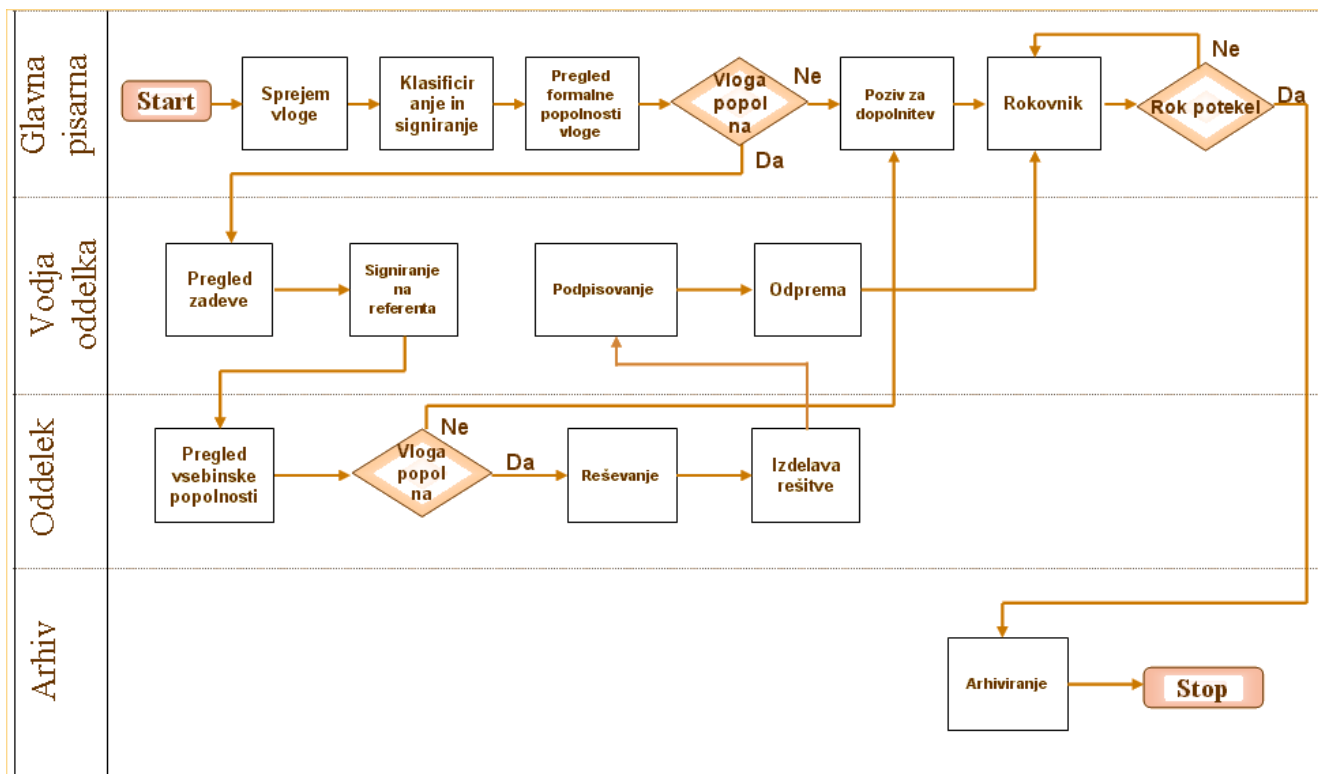 Glavna
pisarna
Start
Sprejem
vloge
Klasificir
anje in
signiranje
Pregled
formalne
popolnosti
vloge
Vloga
popol
na
Ne
Da
Poziv za
dopolnitev
Rokovnik
Ne
Rok potekel
Da
Vodja
oddelka
Pregled
zadeve
Signiranje
na
referenta
Podpisovanje
Odprema
Oddelek
Pregled
vsebinske
popolnosti
Vloga
popol
na
Ne
Da
Reševanje
Izdelava
rešitve
Arhiv
Arhiviranje
Stop